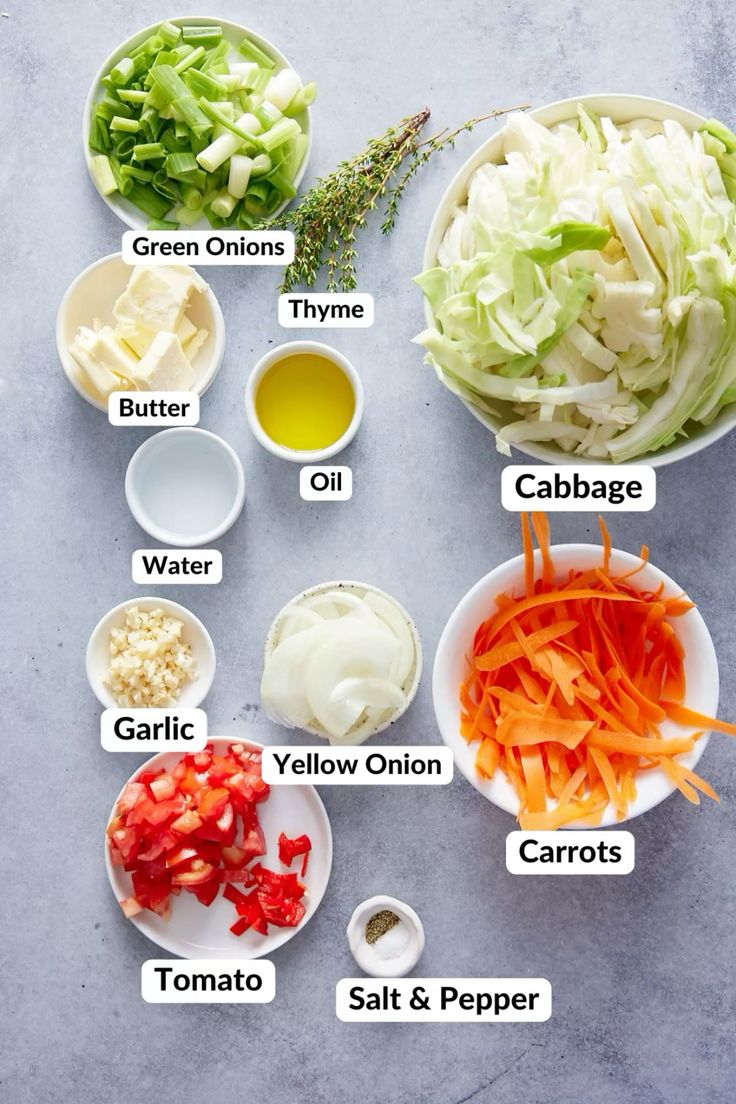 Green Onions
Thyme
Butter
Oil
Cabbage
Water
Garlic
Yellow Onion
Carrots
Tomato
Salt & Pepper